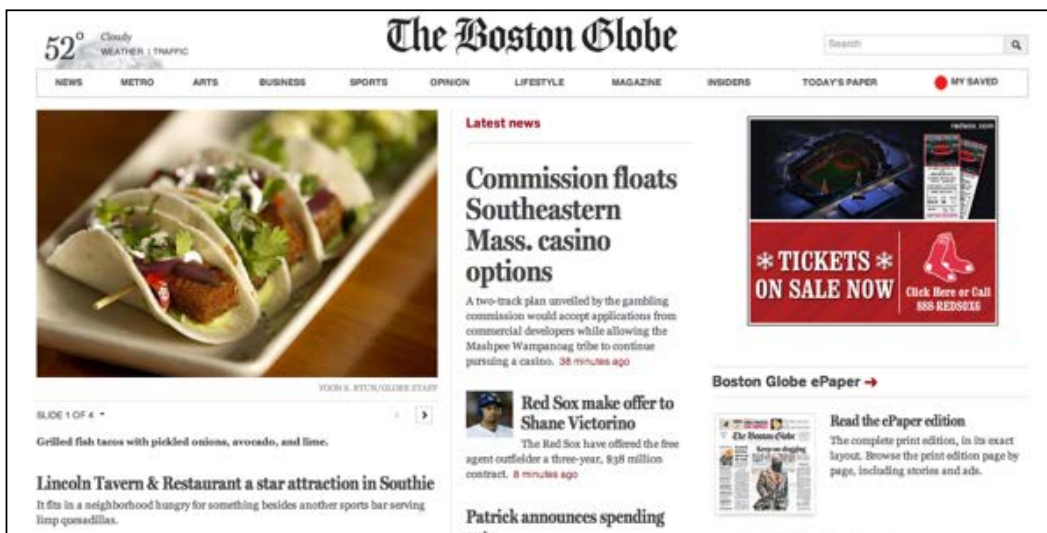 52° Cloudy
WEATHER | TRAFFIC
The Boston Globe
Search
NEWS METRO ARTS BUSINESS SPORTS OPINION LIFESTYLE MAGAZINE INSIDERS TODAY'S PAPER MY SAVED
YOON S. BYUN/GLOBE STAFF
SLIDE 1 OF 4
Grilled fish tacos with pickled onions, avocado, and lime.
Lincoln Tavern & Restaurant a star attraction in Southie
It fits in a neighborhood hungry for something besides another sports bar serving
limp quesadillas.
Latest news
Commission floats
Southeastern
Mass. casino
options
A two-track plan unveiled by the gambling
commission would accept applications from
commercial developers while allowing the
Mashpee Wampanoag tribe to continue
pursuing a casino. 38 minutes ago
Red Sox make offer to
Shane Victorino
The Red Sox have offered the free
agent outfielder a three-year, $38 million
contract. 8 minutes ago
Patrick announces spending
redsox.com
* TICKETS *
ON SALE NOW
Click Here or Call
888-REDSOX6
Boston Globe ePaper →
The Boston Globe
Keep on slogging
Read the ePaper edition
The complete print edition, in its exact
layout. Browse the print edition page by
page, including stories and ads.